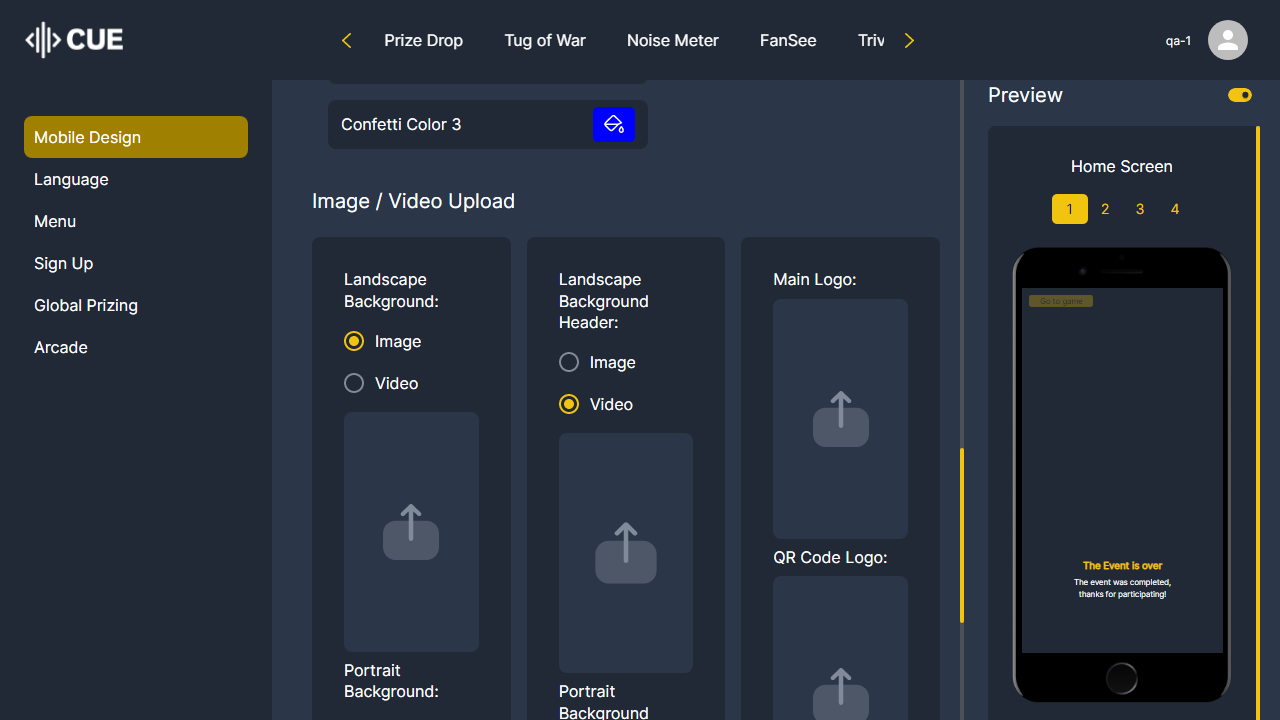 CUE
Prize Drop
Tug of War
Noise Meter
FanSee
Triv
qa-1
Mobile Design
Language
Menu
Sign Up
Global Prizing
Arcade
Confetti Color 3
Image / Video Upload
Landscape
Background:
Image
Video
Portrait
Background:
Landscape
Background
Header:
Image
Video
Portrait
Background
Main Logo:
QR Code Logo:
Preview
Home Screen
1 2 3 4
Go to game
The Event is over
The event was completed,
thanks for participating!